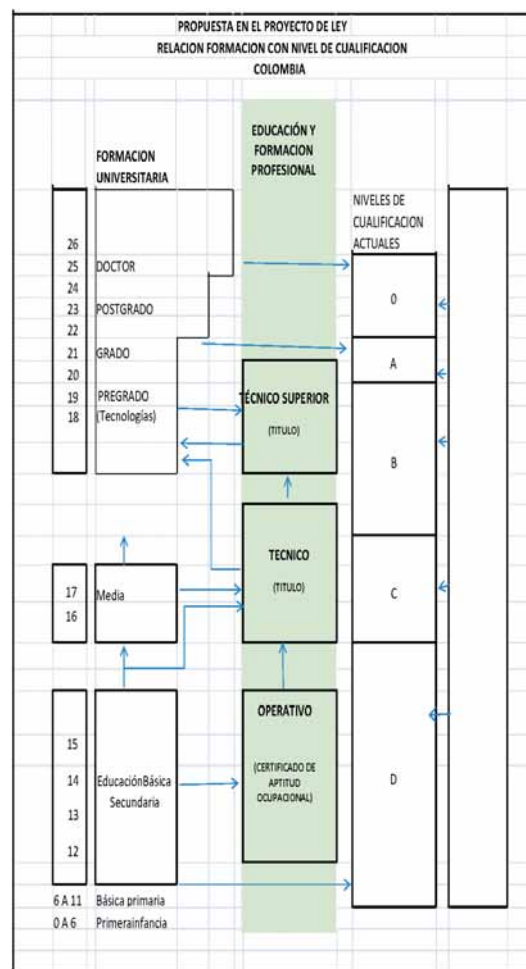 PROPUESTA EN EL PROYECTO DE LEY
RELACION FORMACION CON NIVEL DE CUALIFICACION
COLOMBIA
FORMACION
UNIVERSITARIA
EDUCACIÓN Y
FORMACION
PROFESIONAL
NIVELES DE
CUALIFICACION
ACTUALES
26
25 DOCTOR
24
23 POSTGRADO
22
21 GRADO
20
19 PREGRADO
18 (Tecnologías)
TÉCNICO SUPERIOR
(TITULO)
0
A
B
17 Media
16
TECNICO
(TITULO)
C
15
14 EducaciónBásica
Secundaria
13
12
OPERATIVO
(CERTIFICADO DE
APTITUD
OCUPACIONAL)
D
6 A 11 Básica primaria
0 A 6 Primerainfancia